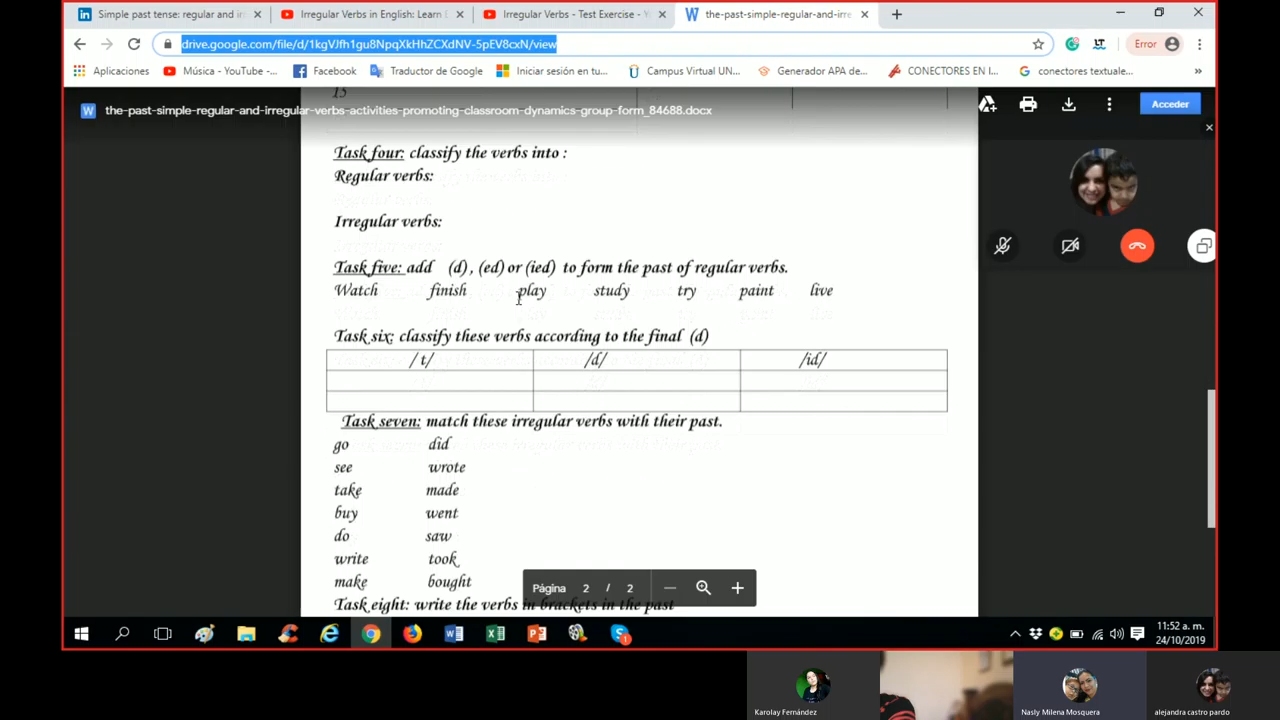 Simple past tense: regular and ir
Irregular Verbs in English: Learn E
Irregular Verbs - Test Exercise - Y
the-past-simple-regular-and-irre
drive.google.com/file/d/1kgVJfh1gu8NpqXkHhZCXdNV-5pEV8cxN/view
Error
Aplicaciones
Música - YouTube -...
Facebook
Traductor de Google
Iniciar sesión en tu...
Campus Virtual UN...
Generador APA de...
CONECTORES EN I...
conectores textuale...
»
15
the-past-simple-regular-and-irregular-verbs-activities-promoting-classroom-dynamics-group-form_84688.docx
Acceder
Task four: classify the verbs into :
Regular verbs:
Irregular verbs:
Task five: add (d) , (ed) or (ied) to form the past of regular verbs.
Watch finish play study try paint live
Task six: classify these verbs according to the final (d)
/ t/ /d/ /id/
Task seven: match these irregular verbs with their past.
go did
see wrote
take made
buy went
do saw
write took
make bought
Página 2 / 2
Task eight: write the verbs in brackets in the past
11:52 a. m.
24/10/2019
Karolay Fernández
Nasly Milena Mosquera
alejandra castro pardo